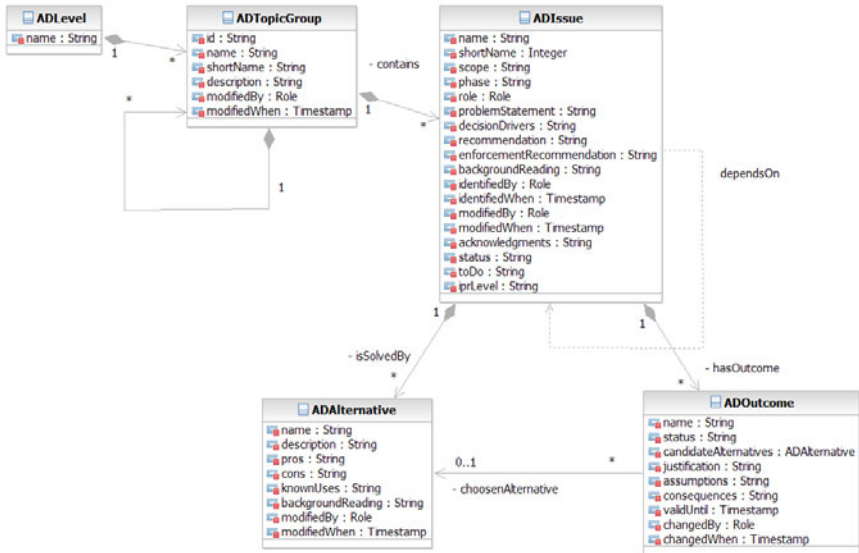 ADLevel
name : String
1
*
ADTopicGroup
id : String
name : String
shortName : String
description : String
modifiedBy : Role
modifiedWhen : Timestamp
*
1
- contains
1
*
ADIssue
name : String
shortName : Integer
scope : String
phase : String
role : Role
problemStatement : String
decisionDrivers : String
recommendation : String
enforcementRecommendation : String
backgroundReading : String
identifiedBy : Role
identifiedWhen : Timestamp
modifiedBy : Role
modifiedWhen : Timestamp
acknowledgments : String
status : String
toDo : String
iprLevel : String
dependsOn
1
- isSolvedBy
*
1
- hasOutcome
*
ADAlternative
name : String
description : String
pros : String
cons : String
knownUses : String
backgroundReading : String
modifiedBy : Role
modifiedWhen : Timestamp
0..1
*
- choosenAlternative
ADOutcome
name : String
status : String
candidateAlternatives : ADAlternative
justification : String
assumptions : String
consequences : String
validUntil : Timestamp
changedBy : Role
changedWhen : Timestamp